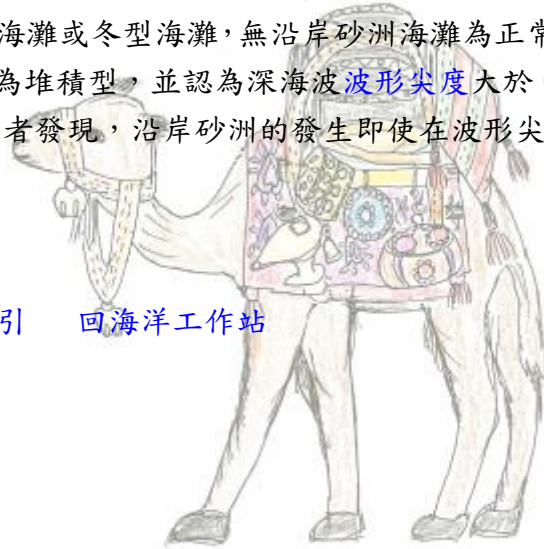 海灘或冬型海灘,無沿岸砂洲海灘為正常
為堆積型,並認為深海波波形尖度大於
者發現,沿岸砂洲的發生即使在波形尖
引 回海洋工作站